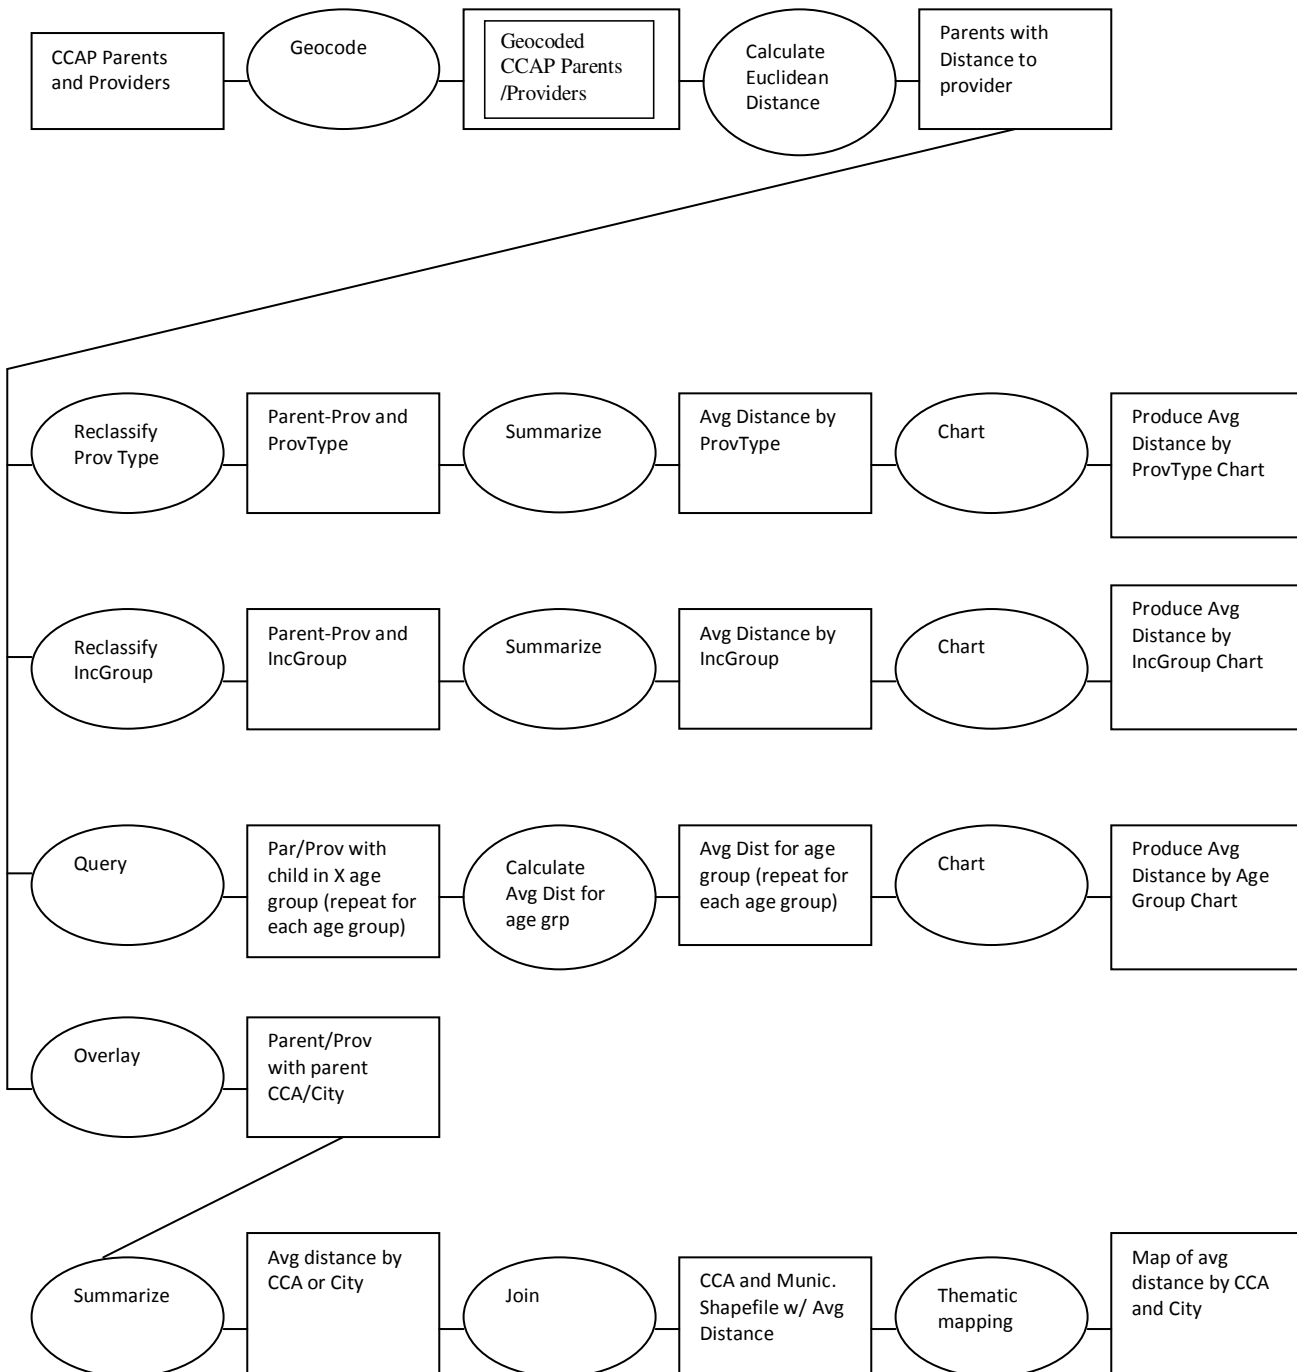 CCAP Parents
and Providers
Geocode
Geocoded
CCAP Parents
/Providers
Calculate
Euclidean
Distance
Parents with
Distance to
provider
Reclassify
Prov Type
Parent-Prov and
ProvType
Summarize
Avg Distance by
ProvType
Chart
Produce Avg
Distance by
ProvType Chart
Reclassify
IncGroup
Parent-Prov and
IncGroup
Summarize
Avg Distance by
IncGroup
Chart
Produce Avg
Distance by
IncGroup Chart
Query
Par/Prov with
child in X age
group (repeat for
each age group)
Calculate
Avg Dist for
age grp
Avg Dist for age
group (repeat for
each age group)
Chart
Produce Avg
Distance by Age
Group Chart
Overlay
Parent/Prov
with parent
CCA/City
Summarize
Avg distance by
CCA or City
Join
CCA and Munic.
Shapefile w/ Avg
Distance
Thematic
mapping
Map of avg
distance by CCA
and City